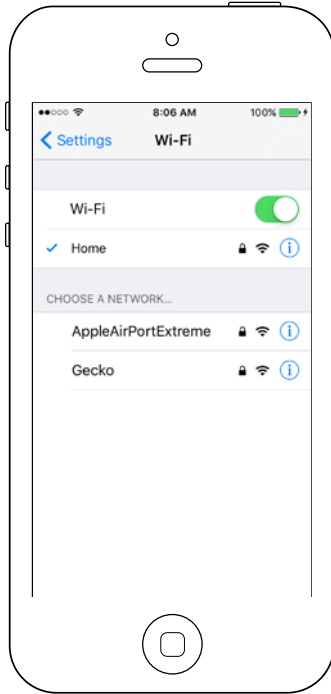 8:06 AM 100%
Settings Wi-Fi
Wi-Fi
Home
CHOOSE A NETWORK...
AppleAirPortExtreme
Gecko